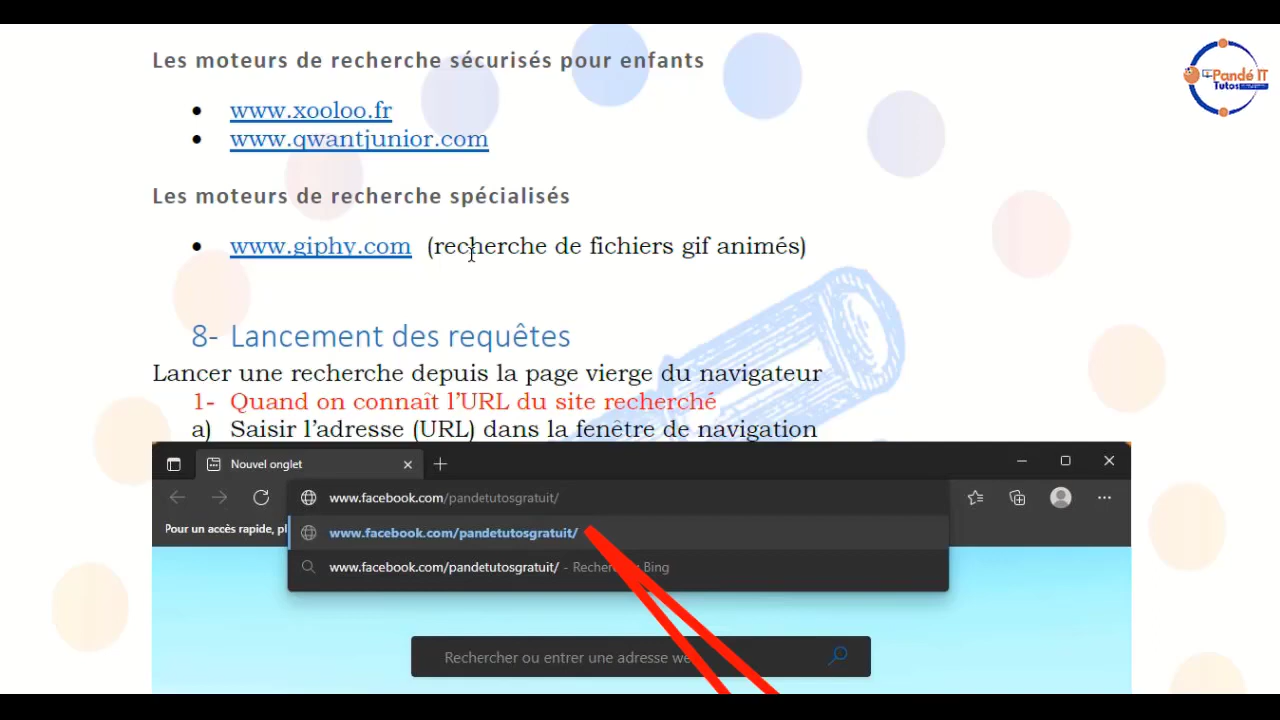 Les moteurs de recherche sécurisés pour enfants
Pandé IT
Tutos
• www.xooloo.fr
• www.qwantjunior.com
Les moteurs de recherche spécialisés
• www.giphy.com (recherche de fichiers gif animés)
8- Lancement des requêtes
Lancer une recherche depuis la page vierge du navigateur
1- Quand on connaît l’URL du site recherché
a) Saisir l’adresse (URL) dans la fenêtre de navigation
Nouvel onglet
www.facebook.com/pandetutosgratuit/
Pour un accès rapide, pl
www.facebook.com/pandetutosgratuit/
www.facebook.com/pandetutosgratuit/ - Recherche Bing
Rechercher ou entrer une adresse we